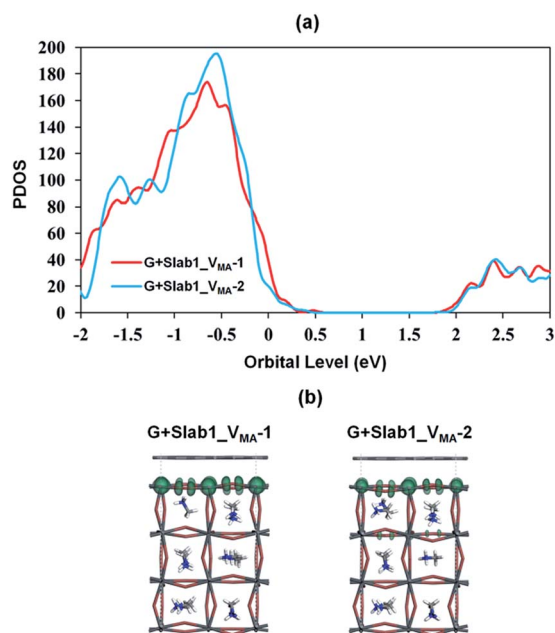 (a)
200
180
160
140
120
100
80
60
40
20
0
PDOS
G+Slab1_VMA-1
G+Slab1_VMA-2
-2 -1.5 -1 -0.5 0 0.5 1 1.5 2 2.5 3
Orbital Level (eV)
(b)
G+Slab1_VMA-1 G+Slab1_VMA-2